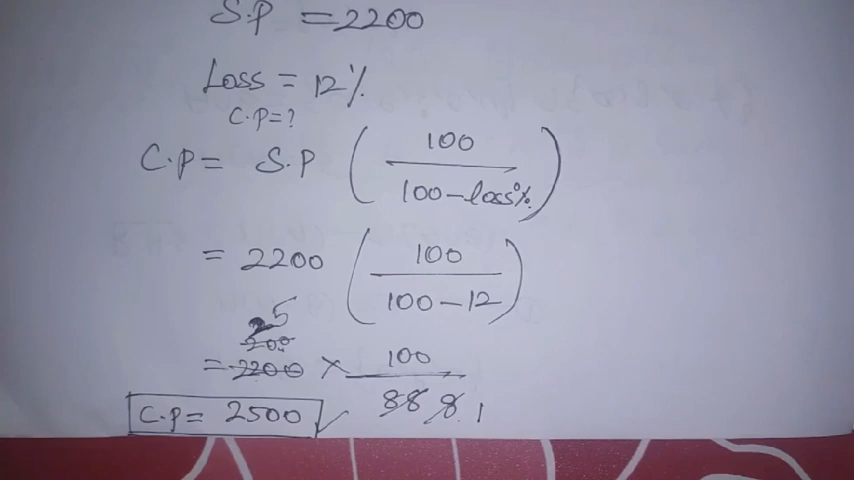 S.P = 2200
Loss = 12%
C.P = ?
C.P = S.P (100 / 100 - loss%)
= 2200 (100 / 100 - 12)
25
200
= 2200 × 100 / 88 8 1
C.P = 2500 ✓